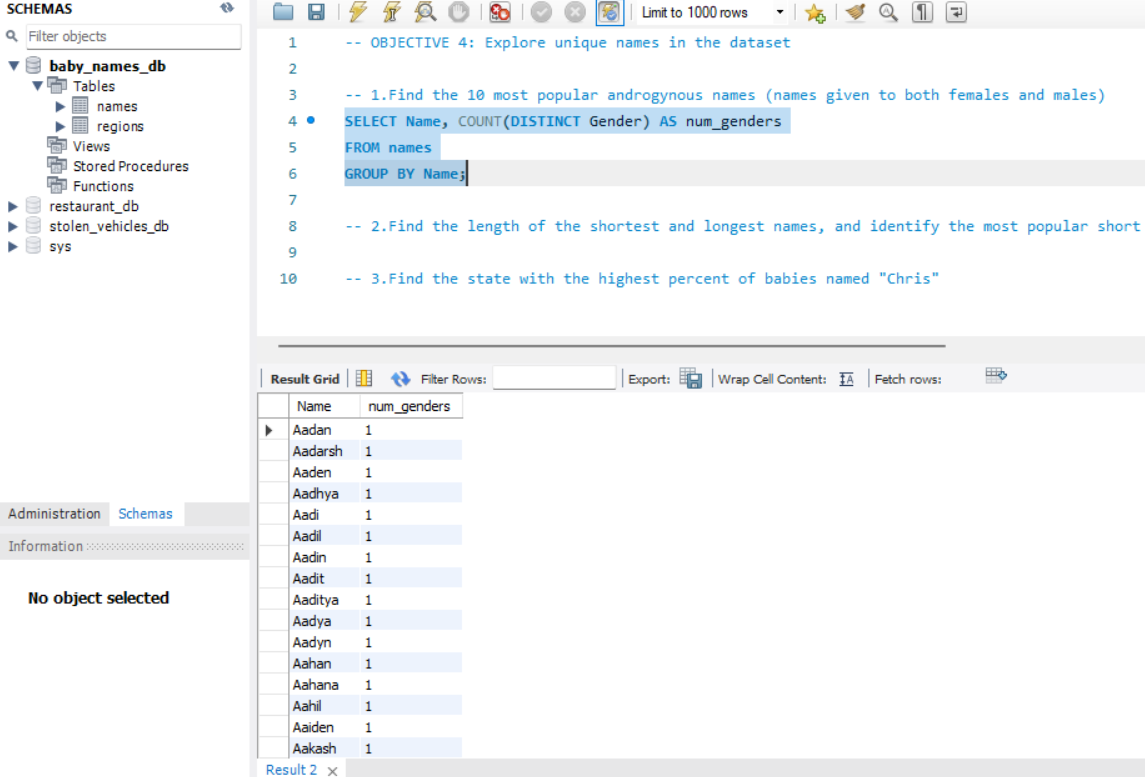 SCHEMAS
Filter objects
baby_names_db
Tables
names
regions
Views
Stored Procedures
Functions
restaurant_db
stolen_vehicles_db
sys
Administration Schemas
Information
No object selected
Limit to 1000 rows
1 -- OBJECTIVE 4: Explore unique names in the dataset
2
3 -- 1.Find the 10 most popular androgynous names (names given to both females and males)
4 SELECT Name, COUNT(DISTINCT Gender) AS num_genders
5 FROM names
6 GROUP BY Name;
7
8 -- 2.Find the length of the shortest and longest names, and identify the most popular short
9
10 -- 3.Find the state with the highest percent of babies named "Chris"
Result Grid Filter Rows: Export: Wrap Cell Content: IA Fetch rows:
Name num_genders
Aadan 1
Aadarsh 1
Aaden 1
Aadhya 1
Aadi 1
Aadil 1
Aadin 1
Aadit 1
Aaditya 1
Aadya 1
Aadyn 1
Aahan 1
Aahana 1
Aahil 1
Aaiden 1
Aakash 1
Result 2